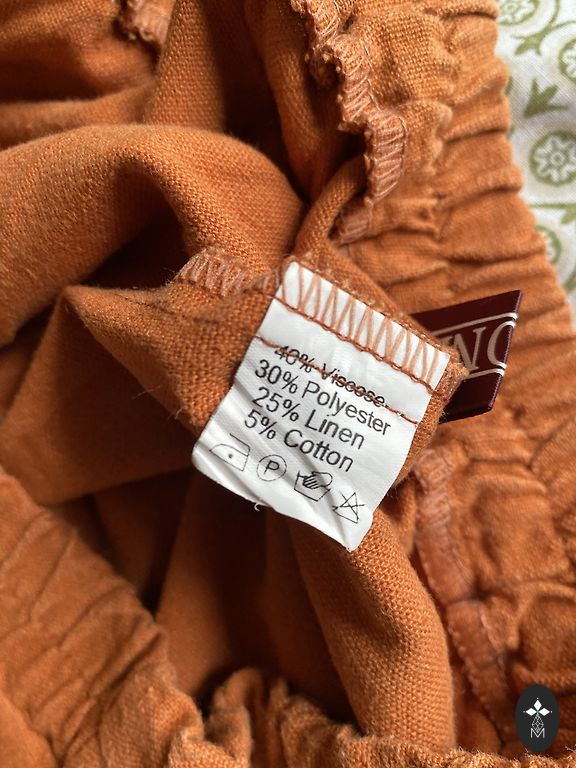 40% Viscose
30% Polyester
25% Linen
5% Cotton
P
M